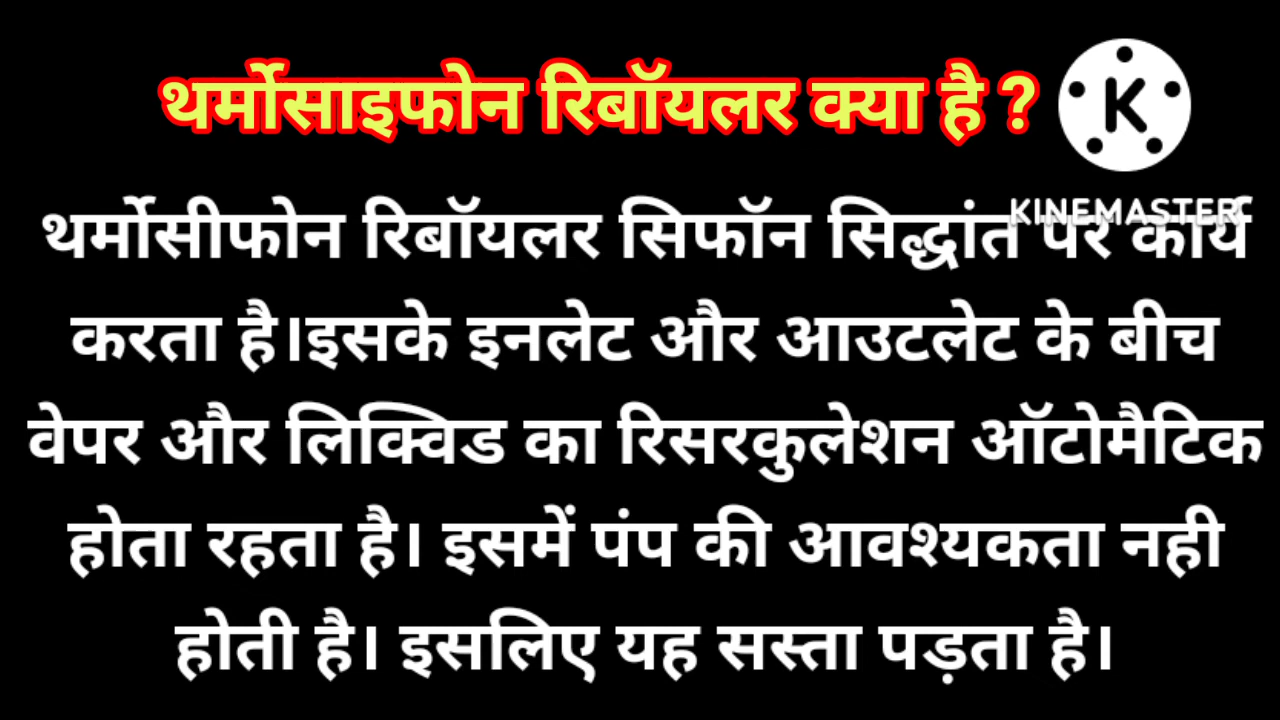 थर्मोसाइफोन रिबॉयलर क्या है ?
K
KINEMASTER
थर्मोसीफोन रिबॉयलर सिफॉन सिद्धांत पर कार्य
करता है।इसके इनलेट और आउटलेट के बीच
वेपर और लिक्विड का रिसरकुलेशन ऑटोमैटिक
होता रहता है। इसमें पंप की आवश्यकता नही
होती है। इसलिए यह सस्ता पड़ता है।